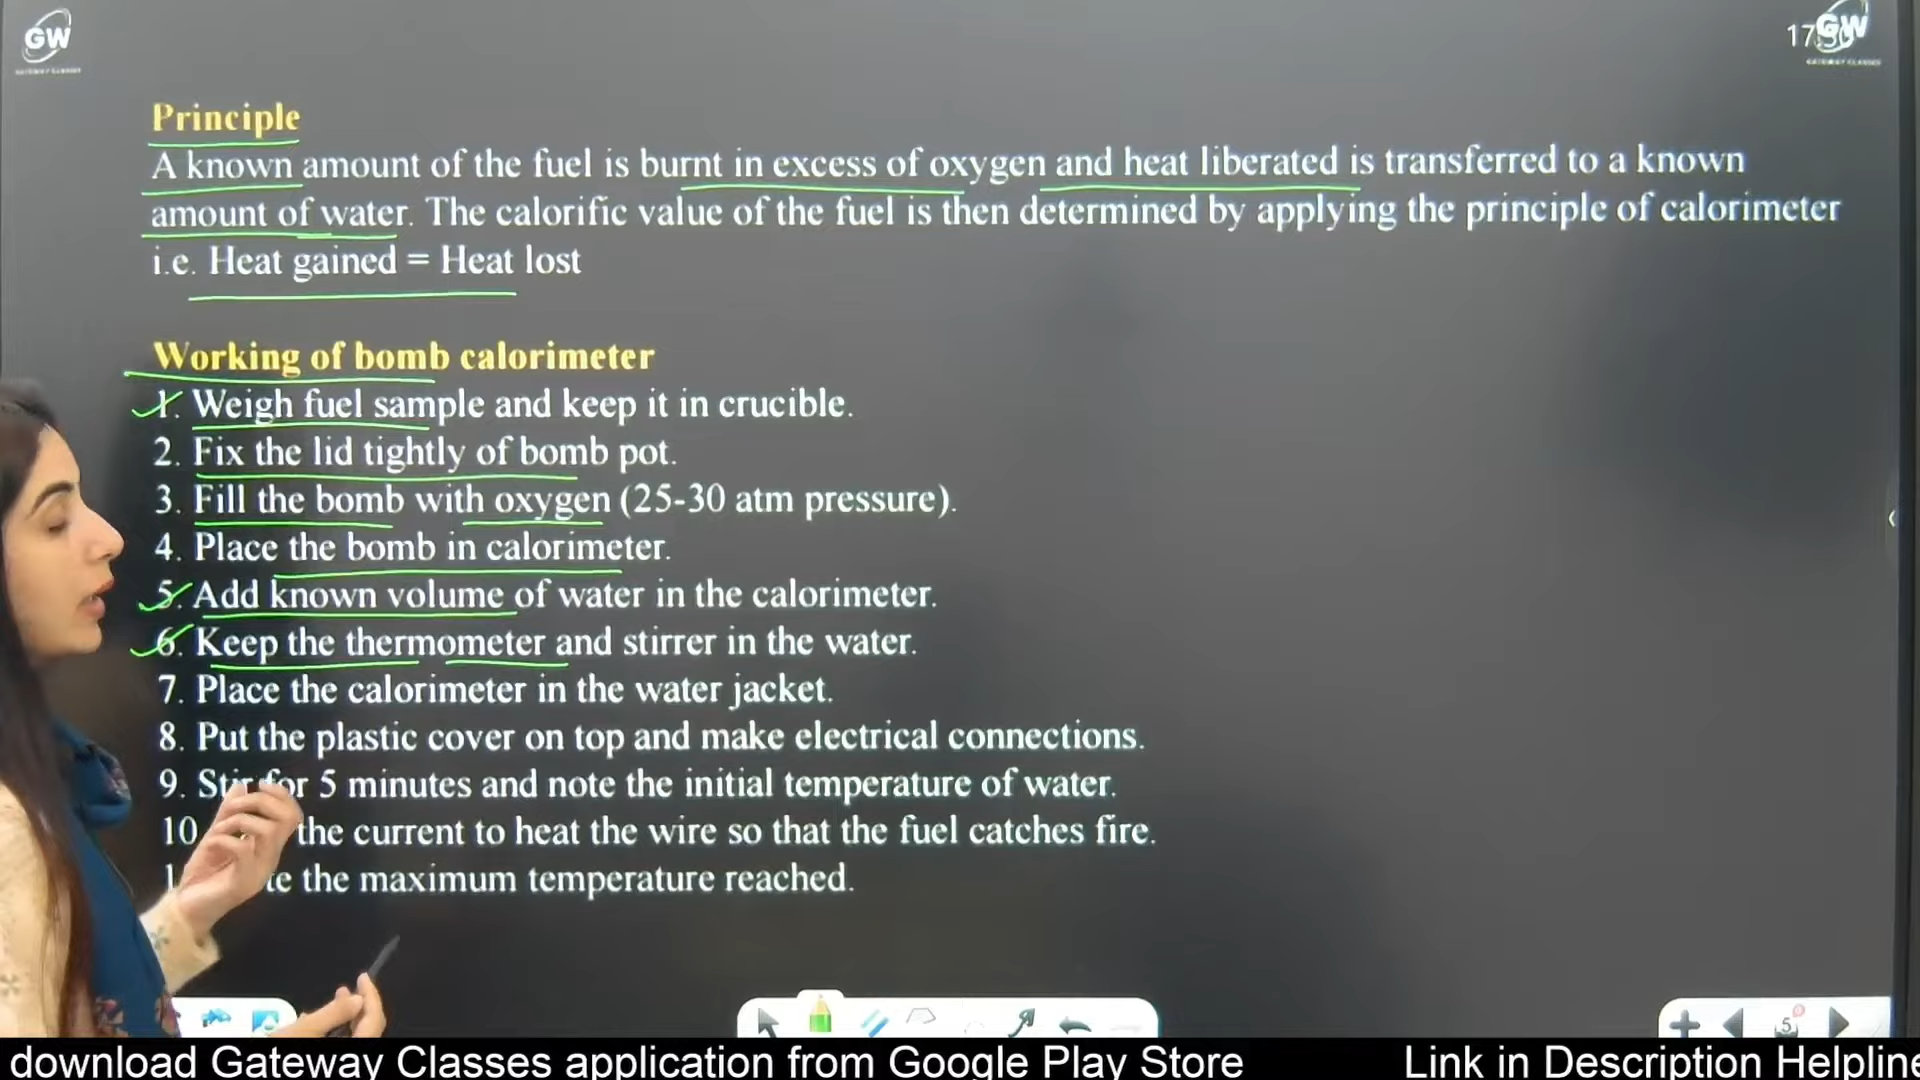 GW
GATEWAY CLASSES
17
GW
GATEWAY CLASSES
Principle
A known amount of the fuel is burnt in excess of oxygen and heat liberated is transferred to a known
amount of water. The calorific value of the fuel is then determined by applying the principle of calorimeter
i.e. Heat gained = Heat lost
Working of bomb calorimeter
1. Weigh fuel sample and keep it in crucible.
2. Fix the lid tightly of bomb pot.
3. Fill the bomb with oxygen (25-30 atm pressure).
4. Place the bomb in calorimeter.
5. Add known volume of water in the calorimeter.
6. Keep the thermometer and stirrer in the water.
7. Place the calorimeter in the water jacket.
8. Put the plastic cover on top and make electrical connections.
9. Stir for 5 minutes and note the initial temperature of water.
10 the current to heat the wire so that the fuel catches fire.
the maximum temperature reached.
5
download Gateway Classes application from Google Play Store Link in Description Helpline